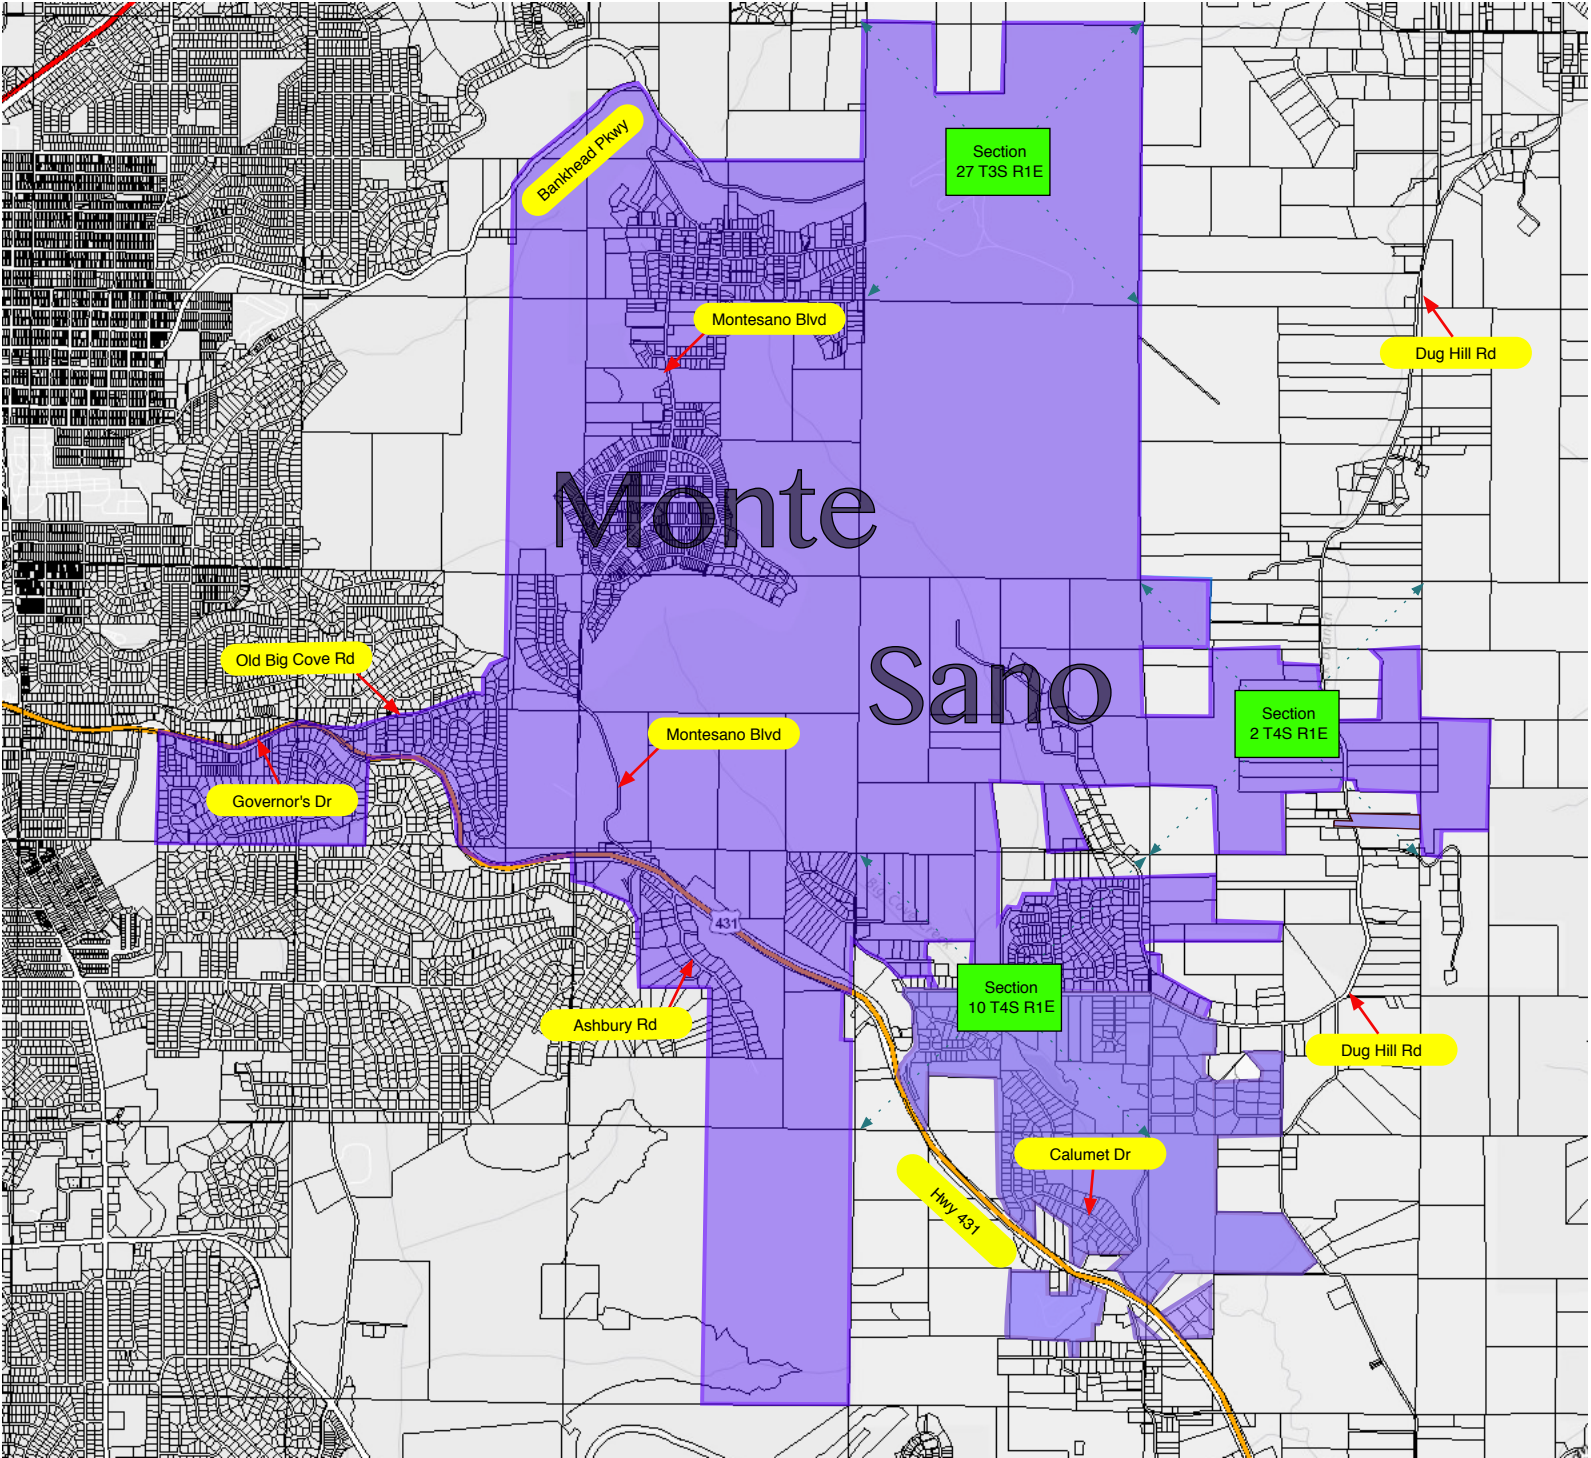 Bankhead Pkwy
Section
27 T3S R1E
Montesano Blvd
Dug Hill Rd
Monte
Sano
Old Big Cove Rd
Section
2 T4S R1E
Montesano Blvd
Governor's Dr
431
Section
10 T4S R1E
Ashbury Rd
Dug Hill Rd
Calumet Dr
Hwy 431